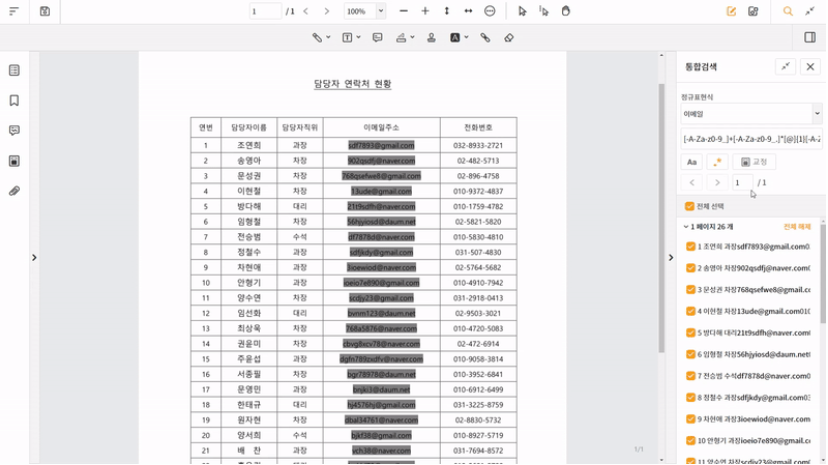 1 / 1 100%
통합검색
정규표현식
이메일
[-A-Za-z0-9_]+[-A-Za-z0-9_.]*[@]{1}[-A-Z
Aa 교정
1 / 1
전체 선택
1 페이지 26 개 전체 해제
1 조연희 과장sdf7893@gmail.com0
2 송영아 차장902qsdfj@naver.com(
3 문성권 차장768qsefwe8@gmail.cc
4 이현철 차장13ude@gmail.com010
5 방다해 대리21t9sdfh@naver.com
6 임형철 차장56hjyiosd@daum.net
7 전승범 수석df7878d@naver.com0
8 정철수 과장sdfjkdy@gmail.com0
9 차현애 과장3ioewiod@naver.com
10 안형기 과장ioeio7e890@gmail.c
담당자 연락처 현황
연번 담당자이름 담당자직위 이메일주소 전화번호
1 조연희 과장 sdf7893@gmail.com 032-8933-2721
2 송영아 차장 902qsdfj@naver.com 02-482-5713
3 문성권 차장 768qsefwe8@gmail.com 02-896-4758
4 이현철 차장 13ude@gmail.com 010-9372-4837
5 방다해 대리 21t9sdfh@naver.com 010-1759-4782
6 임형철 차장 56hjyiosd@daum.net 02-5821-5820
7 전승범 수석 df7878d@naver.com 010-5830-4810
8 정철수 과장 sdfjkdy@gmail.com 031-507-4830
9 차현애 과장 3ioewiod@naver.com 02-5764-5682
10 안형기 과장 ioeio7e890@gmail.com 010-4910-7942
11 양수연 차장 scdjy23@gmail.com 031-2918-0413
12 임선화 대리 bvnm123@daum.net 02-9503-3021
13 최상욱 차장 768a5876@naver.com 010-4720-5083
14 권윤미 차장 cbvg8xcv78@naver.com 02-472-6914
15 주윤섭 과장 dgfn789zxdfv@naver.com 010-9058-3814
16 서종필 차장 bgr78978@daum.net 010-3952-6841
17 문영민 과장 bnjki3@daum.net 010-6912-6499
18 한태규 대리 hj4576hj@gmail.com 031-3225-8759
19 원자현 차장 dbal34761@naver.com 02-8830-5732
20 양서희 수석 bjkf38@gmail.com 010-8927-5719
21 배 찬 과장 vch38@naver.com 031-7694-8572
1/1